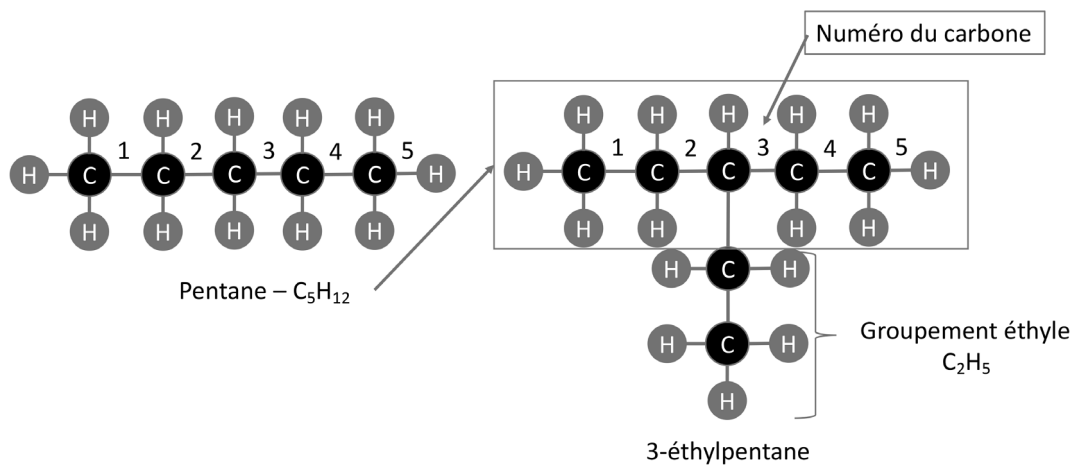 Numéro du carbone
H H H H H
1 2 3 4 5
H C C C C C H
H H H H H
H H H H H
1 2 3 4 5
H C C C C C H
H H H H
Pentane – C₅H₁₂
H C H
H C H
H
Groupement éthyle
C₂H₅
3-éthylpentane